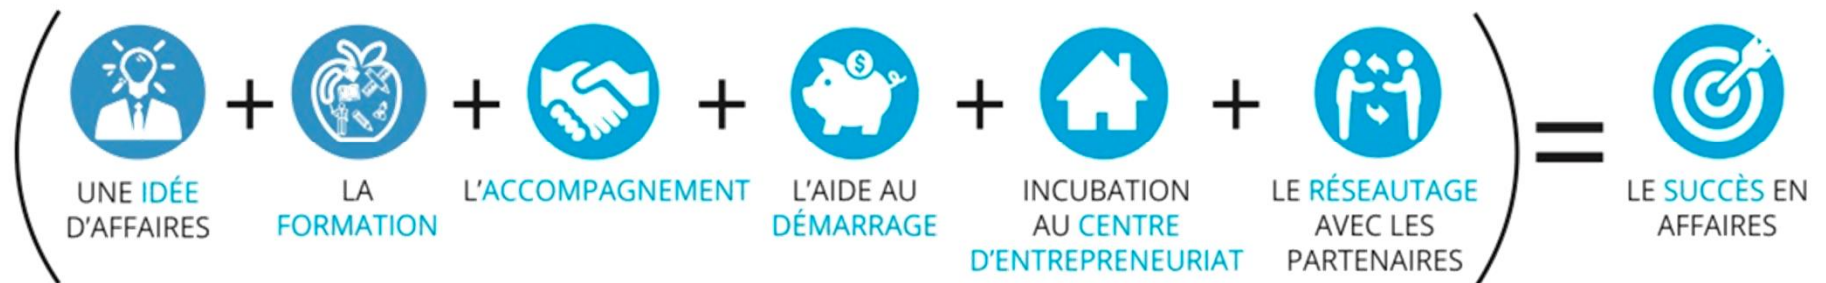 UNE IDÉE
D'AFFAIRES
LA
FORMATION
L'ACCOMPAGNEMENT
L'AIDE AU
DÉMARRAGE
INCUBATION
AU CENTRE
D'ENTREPRENEURIAT
LE RÉSEAUTAGE
AVEC LES
PARTENAIRES
LE SUCCÈS EN
AFFAIRES